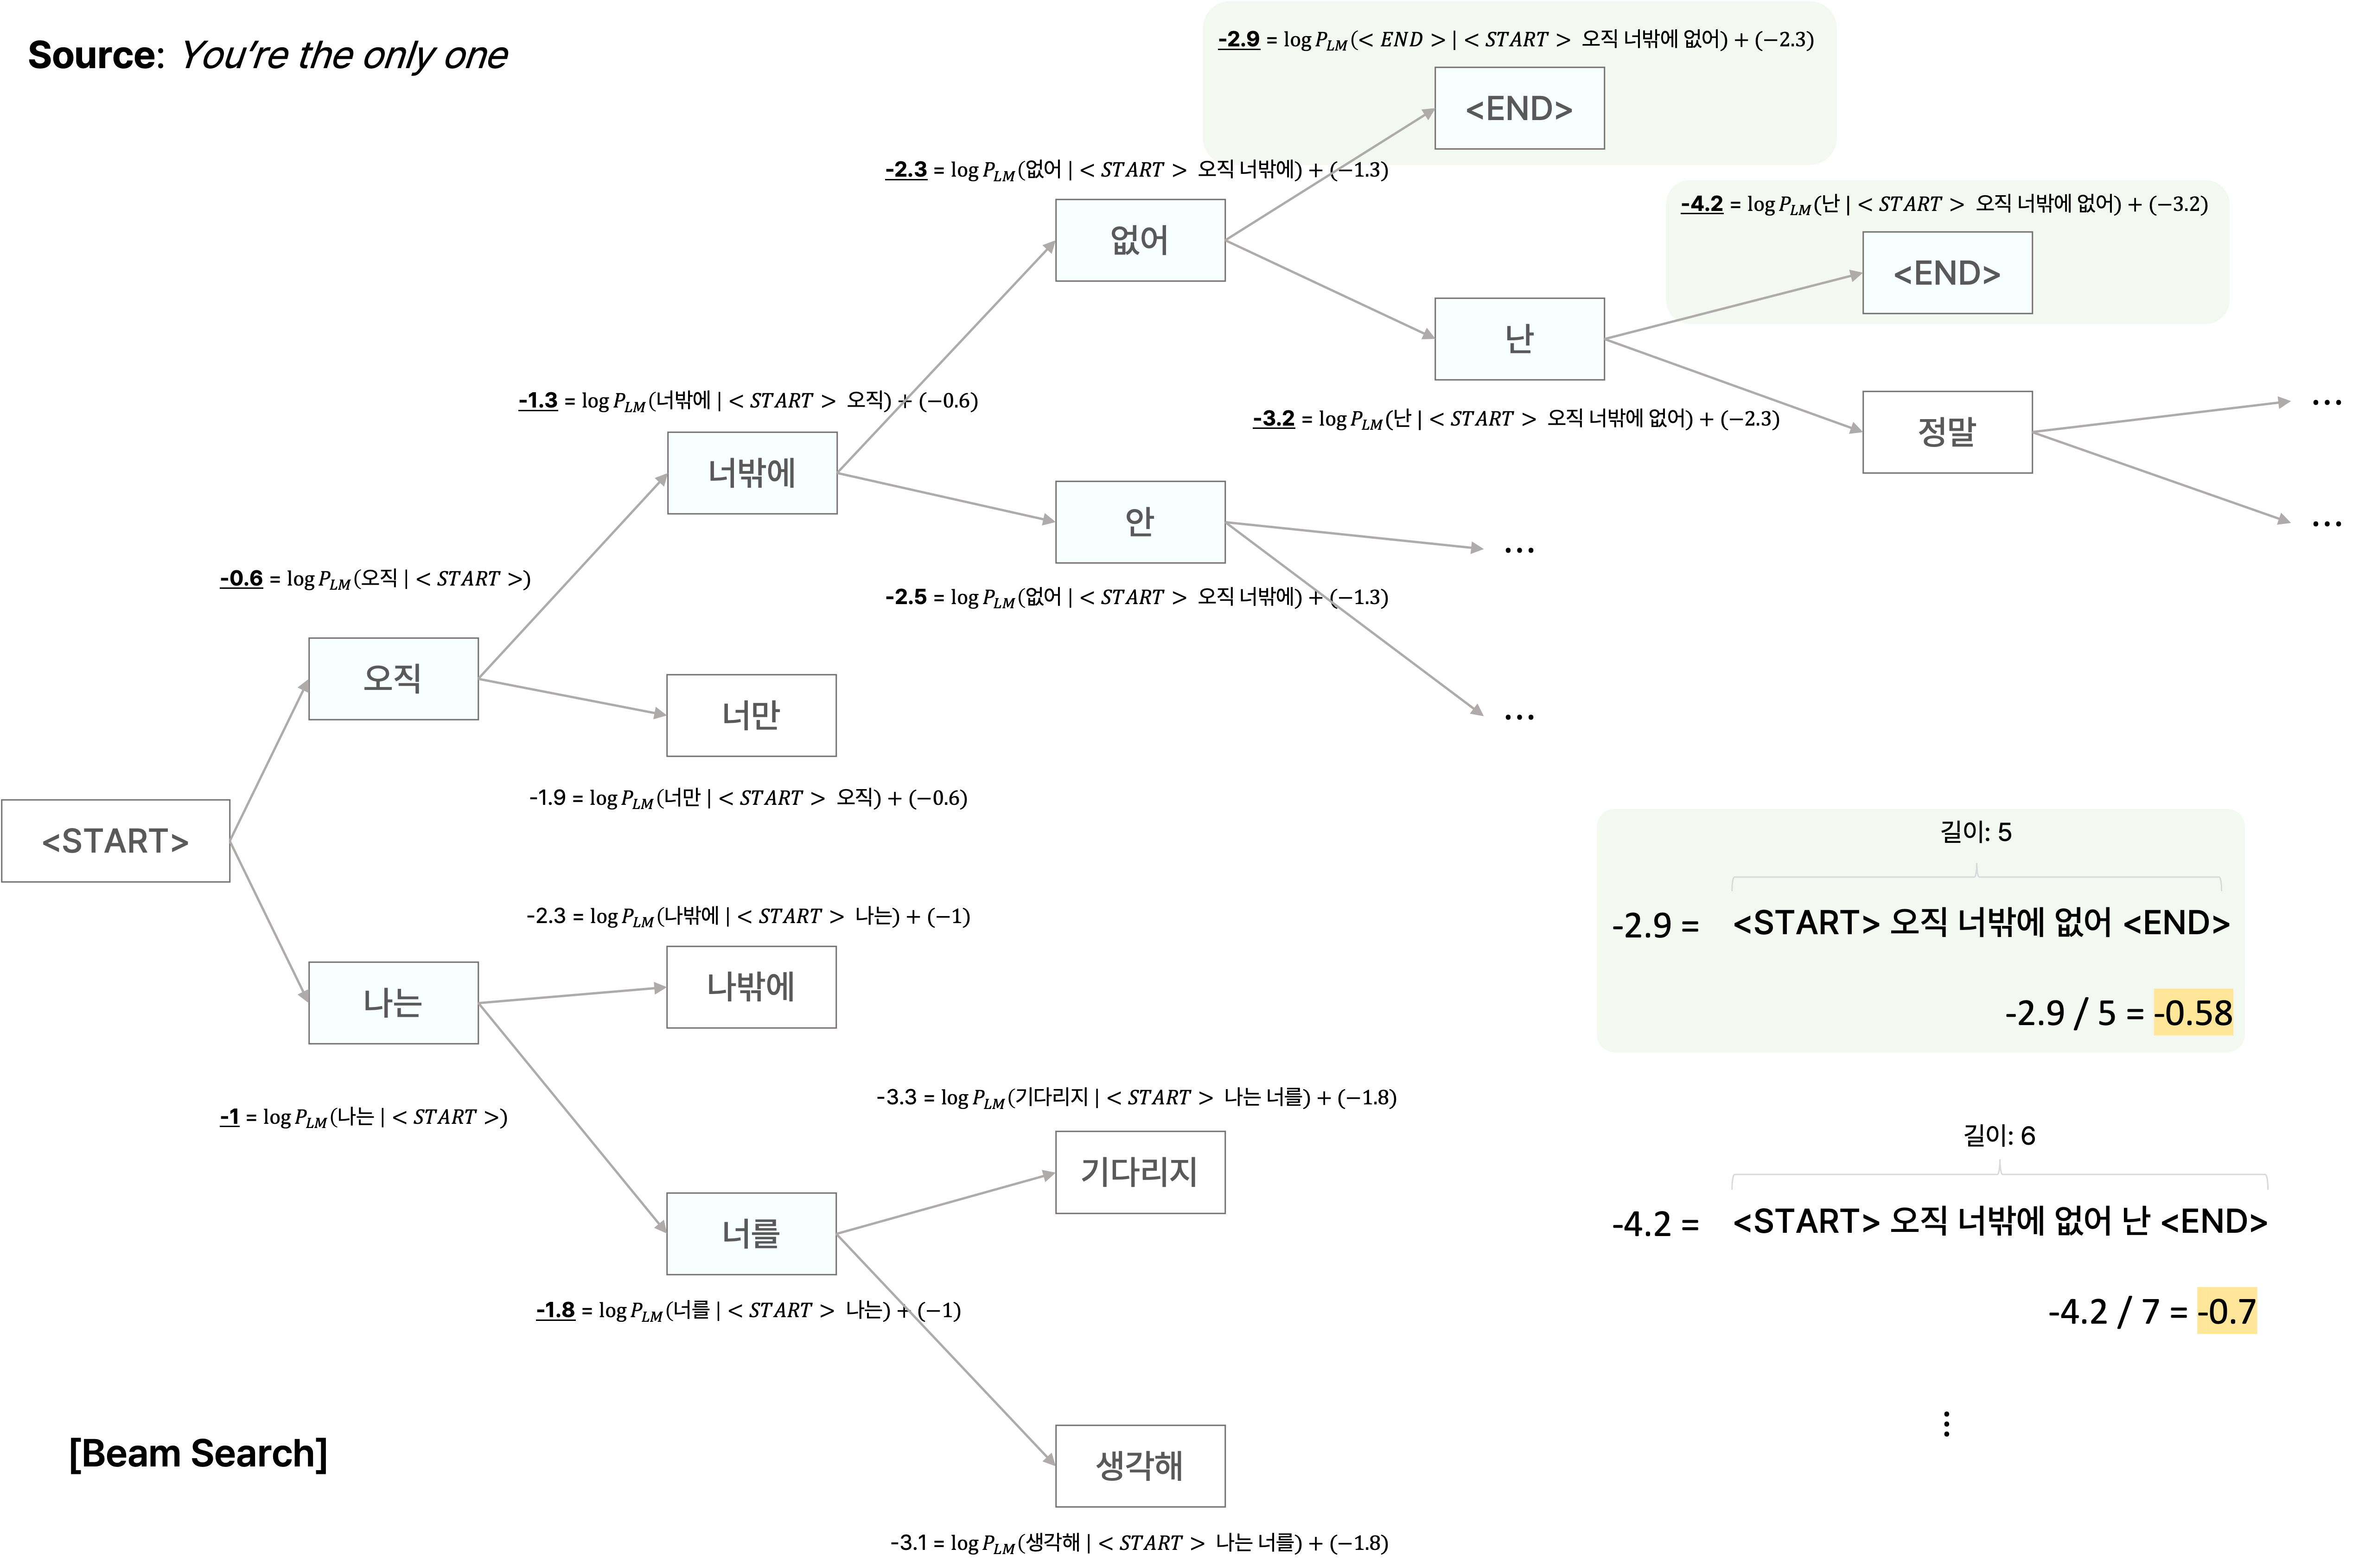 Source: You're the only one
-2.9 = log P_LM(< END > | < START > 오직 너밖에 없어) + (−2.3)
<END>
-2.3 = log P_LM(없어 | < START > 오직 너밖에) + (−1.3)
없어
-4.2 = log P_LM(난 | < START > 오직 너밖에 없어) + (−3.2)
<END>
난
-3.2 = log P_LM(난 | < START > 오직 너밖에 없어) + (−2.3)
정말
...
...
-1.3 = log P_LM(너밖에 | < START > 오직) + (−0.6)
너밖에
안
...
-2.5 = log P_LM(없어 | < START > 오직 너밖에) + (−1.3)
...
-0.6 = log P_LM(오직 | < START >)
오직
너만
-1.9 = log P_LM(너만 | < START > 오직) + (−0.6)
<START>
-2.3 = log P_LM(나밖에 | < START > 나는) + (−1)
나밖에
나는
-1 = log P_LM(나는 | < START >)
-3.3 = log P_LM(기다리지 | < START > 나는 너를) + (−1.8)
기다리지
너를
-1.8 = log P_LM(너를 | < START > 나는) + (−1)
생각해
-3.1 = log P_LM(생각해 | < START > 나는 너를) + (−1.8)
길이: 5
-2.9 = <START> 오직 너밖에 없어 <END>
-2.9 / 5 = -0.58
길이: 6
-4.2 = <START> 오직 너밖에 없어 난 <END>
-4.2 / 7 = -0.7
⋮
[Beam Search]